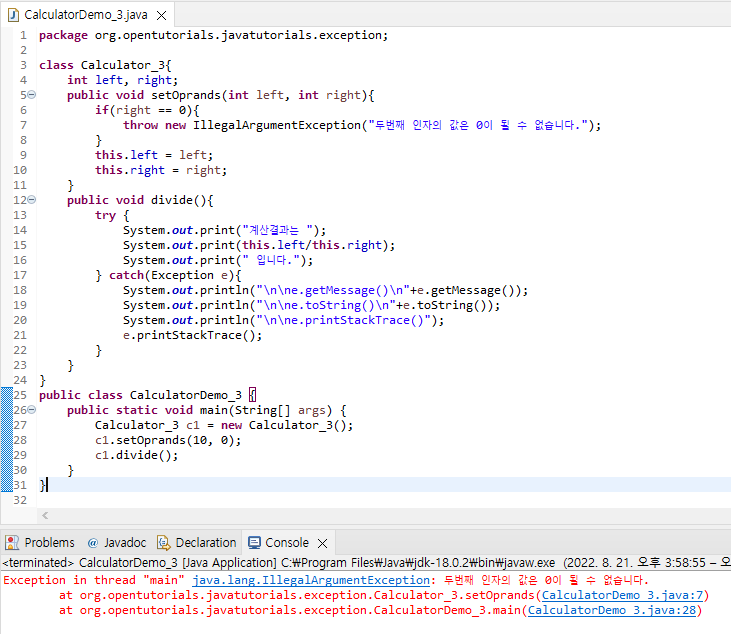 CalculatorDemo_3.java
1 package org.opentutorials.javatutorials.exception;
2
3 class Calculator_3{
4     int left, right;
5     public void setOprands(int left, int right){
6         if(right == 0){
7             throw new IllegalArgumentException("두번째 인자의 값은 0이 될 수 없습니다.");
8         }
9         this.left = left;
10         this.right = right;
11     }
12     public void divide(){
13         try {
14             System.out.print("계산결과는 ");
15             System.out.print(this.left/this.right);
16             System.out.print(" 입니다.");
17         } catch(Exception e){
18             System.out.println("\n\ne.getMessage()\n"+e.getMessage());
19             System.out.println("\n\ne.toString()\n"+e.toString());
20             System.out.println("\n\ne.printStackTrace()");
21             e.printStackTrace();
22         }
23     }
24 }
25 public class CalculatorDemo_3 {
26     public static void main(String[] args) {
27         Calculator_3 c1 = new Calculator_3();
28         c1.setOprands(10, 0);
29         c1.divide();
30     }
31 }
32
Problems @ Javadoc Declaration Console
<terminated> CalculatorDemo_3 [Java Application] C:\Program Files\Java\jdk-18.0.2\bin\javaw.exe (2022. 8. 21. 오후 3:58:55 – 오
Exception in thread "main" java.lang.IllegalArgumentException: 두번째 인자의 값은 0이 될 수 없습니다.
at org.opentutorials.javatutorials.exception.Calculator_3.setOprands(CalculatorDemo_3.java:7)
at org.opentutorials.javatutorials.exception.CalculatorDemo_3.main(CalculatorDemo_3.java:28)